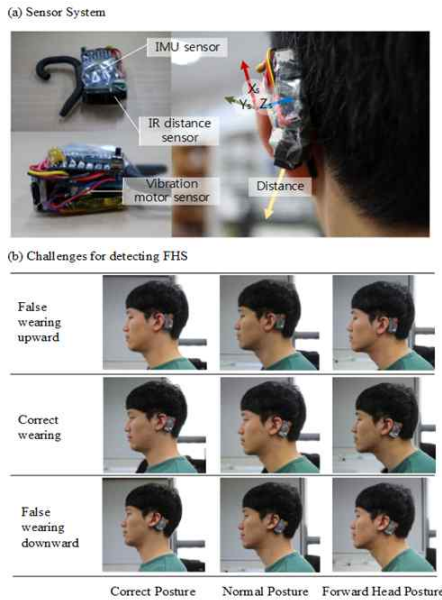 (a) Sensor System
IMU sensor
IR distance
sensor
Vibration
motor sensor
Xs
Ys
Zs
Distance
(b) Challenges for detecting FHS
False
wearing
upward
Correct
wearing
False
wearing
downward
Correct Posture
Normal Posture
Forward Head Posture